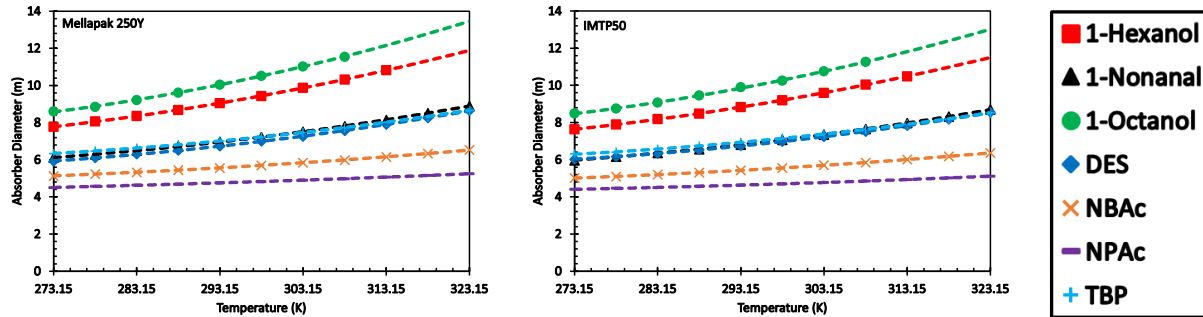 Mellapak 250Y
Absorber Diameter (m)
14
12
10
8
6
4
2
0
273.15 283.15 293.15 303.15 313.15 323.15
Temperature (K)
IMTP50
Absorber Diameter (m)
14
12
10
8
6
4
2
0
273.15 283.15 293.15 303.15 313.15 323.15
Temperature (K)
1-Hexanol
1-Nonanal
1-Octanol
DES
NBAc
NPAc
TBP